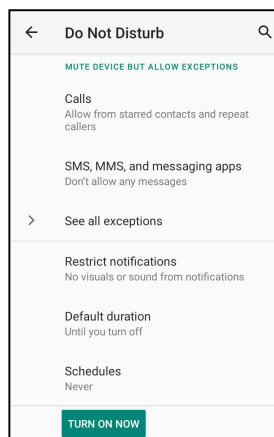 Do Not Disturb
MUTE DEVICE BUT ALLOW EXCEPTIONS
Calls
Allow from starred contacts and repeat
callers
SMS, MMS, and messaging apps
Don't allow any messages
See all exceptions
Restrict notifications
No visuals or sound from notifications
Default duration
Until you turn off
Schedules
Never
TURN ON NOW